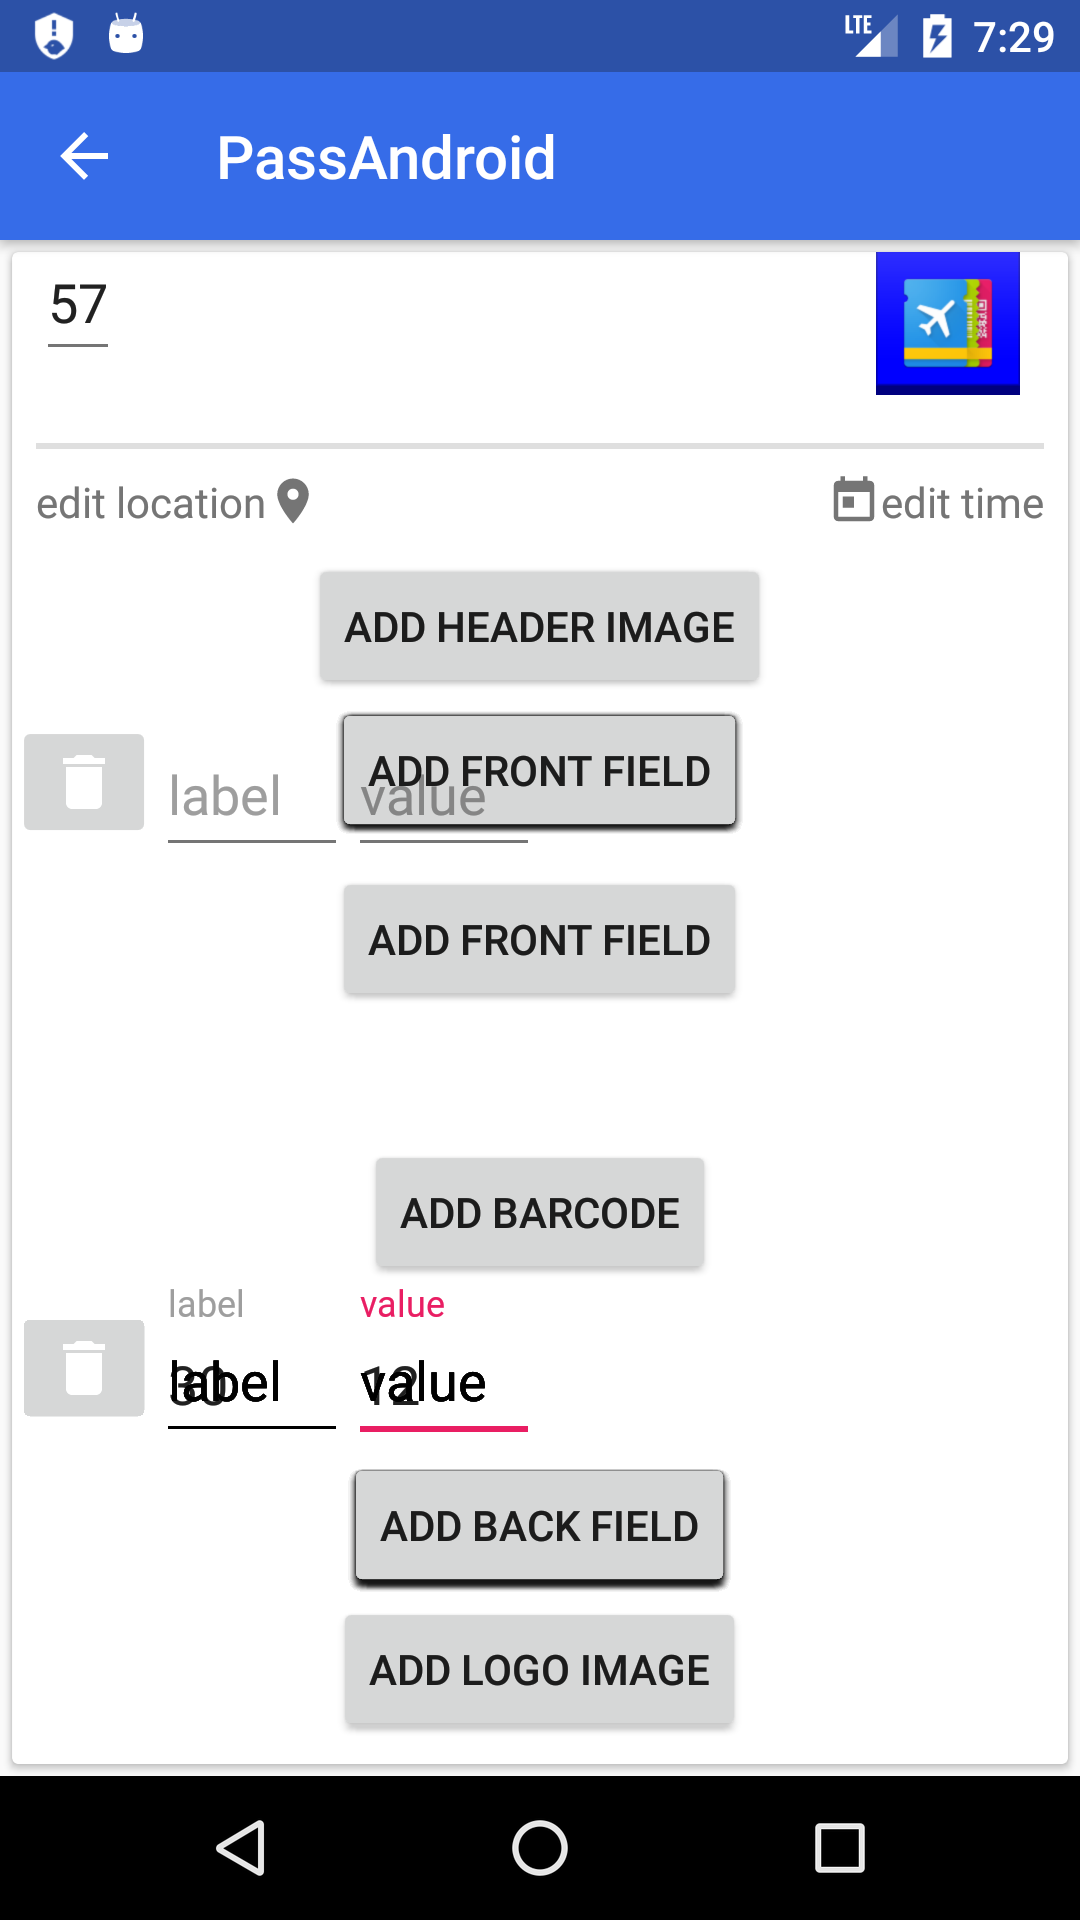 LTE 7:29
PassAndroid
57
edit location edit time
ADD HEADER IMAGE
ADD FRONT FIELD
label value
ADD FRONT FIELD
ADD BARCODE
label value
label value
12
ADD BACK FIELD
ADD LOGO IMAGE